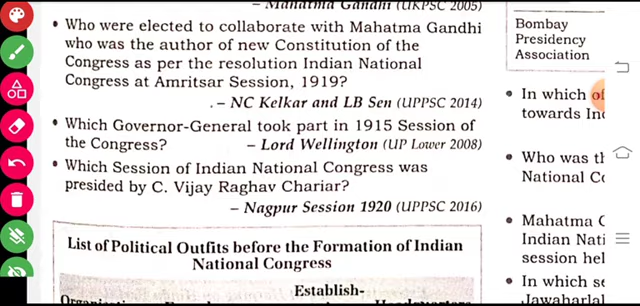 – Mahatma Gandhi (UKPSC 2005)
• Who were elected to collaborate with Mahatma Gandhi
who was the author of new Constitution of the
Congress as per the resolution Indian National
Congress at Amritsar Session, 1919?
– NC Kelkar and LB Sen (UPPSC 2014)
• Which Governor-General took part in 1915 Session of
the Congress? – Lord Wellington (UP Lower 2008)
• Which Session of Indian National Congress was
presided by C. Vijay Raghav Chariar?
– Nagpur Session 1920 (UPPSC 2016)
List of Political Outfits before the Formation of Indian
National Congress
Establish-
Bombay
Presidency
Association
• In which of
towards In
• Who was th
National Co
• Mahatma G
Indian Nati
session hel
• In which se
Jawaharlal